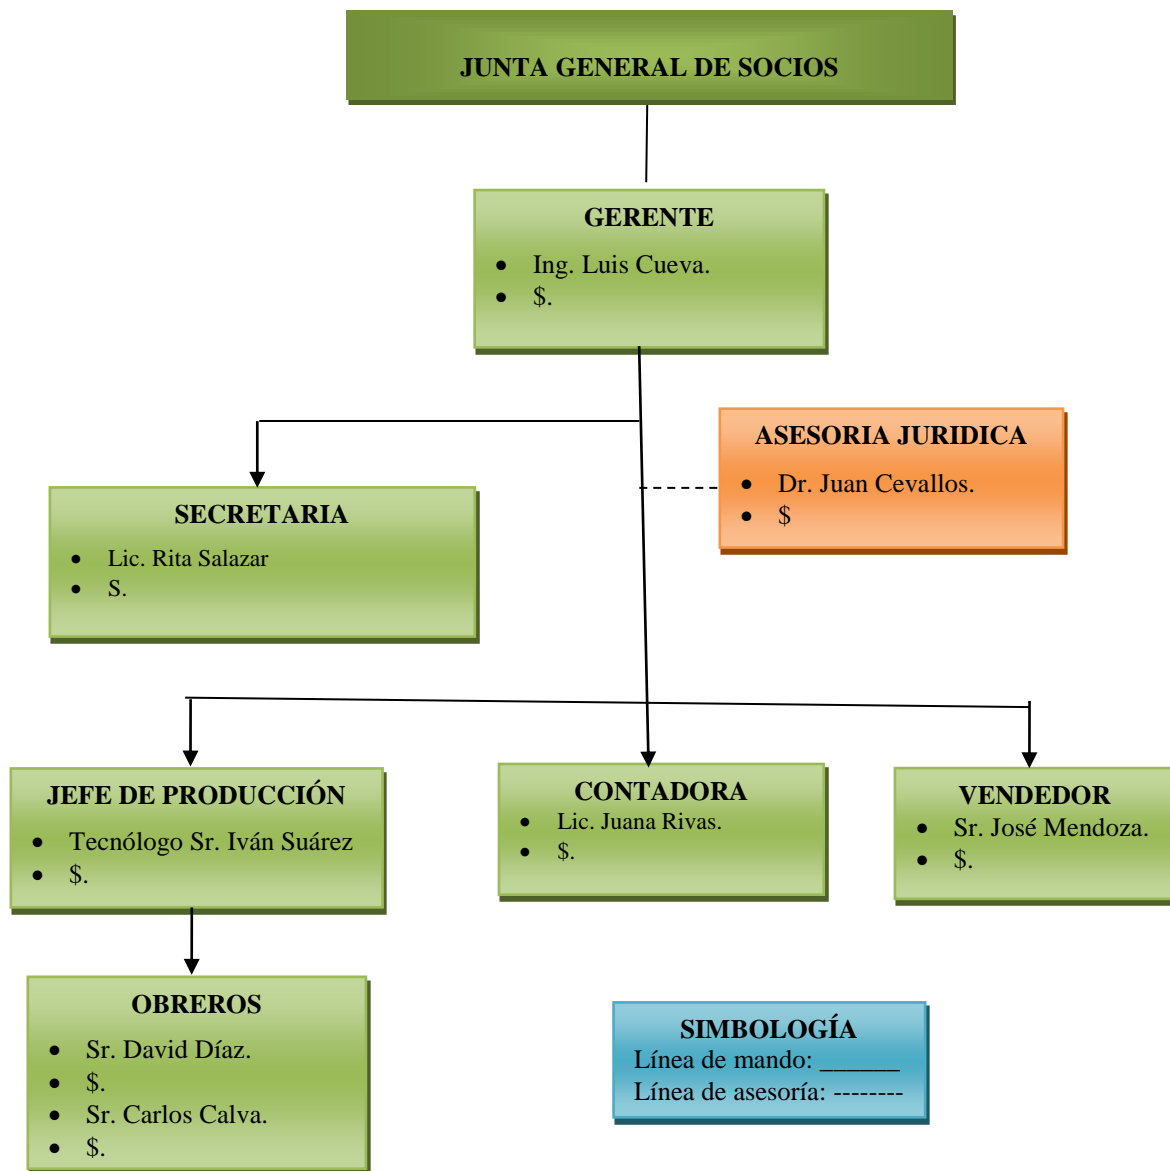 JUNTA GENERAL DE SOCIOS
GERENTE
• Ing. Luis Cueva.
• $.
ASESORIA JURIDICA
• Dr. Juan Cevallos.
• $
SECRETARIA
• Lic. Rita Salazar
• S.
JEFE DE PRODUCCIÓN
• Tecnólogo Sr. Iván Suárez
• $.
CONTADORA
• Lic. Juana Rivas.
• $.
VENDEDOR
• Sr. José Mendoza.
• $.
OBREROS
• Sr. David Díaz.
• $.
• Sr. Carlos Calva.
• $.
SIMBOLOGÍA
Línea de mando: ______
Línea de asesoría: --------